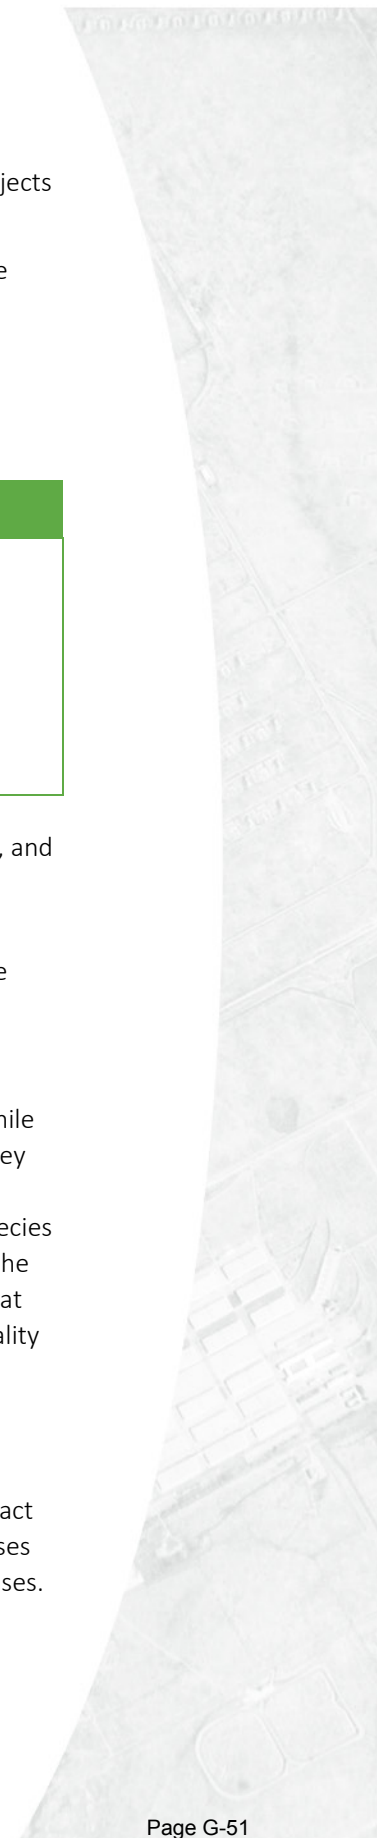 jects
e
, and
e
hile
ey
ecies
he
at
ality
act
ses
ses.
Page G-51